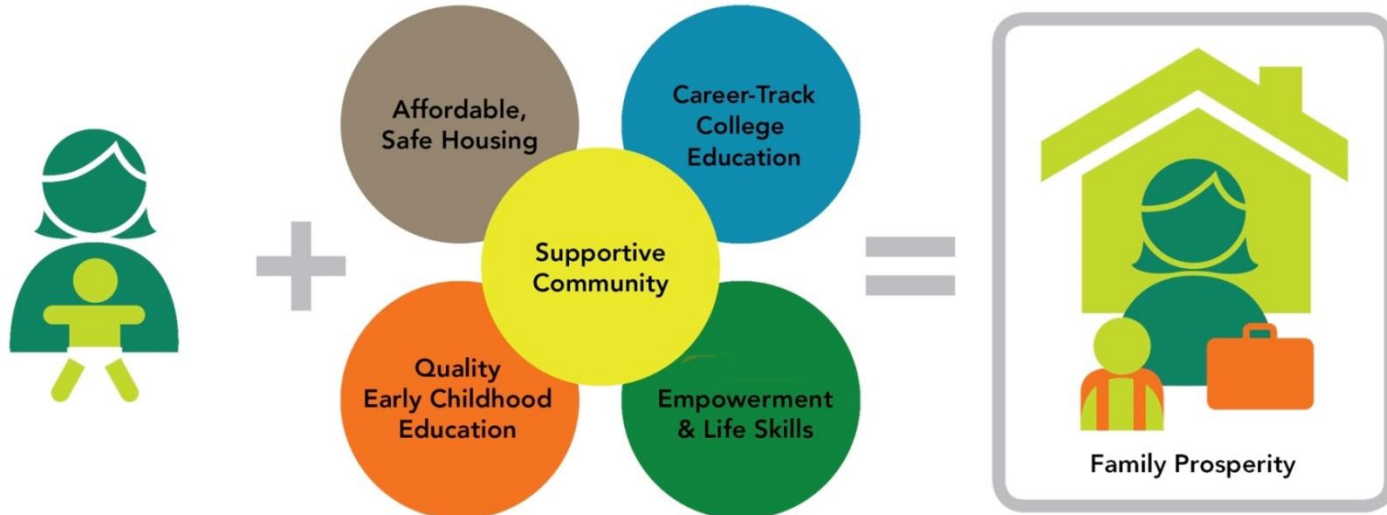 Affordable,
Safe Housing
Career-Track
College
Education
Supportive
Community
Quality
Early Childhood
Education
Empowerment
& Life Skills
Family Prosperity